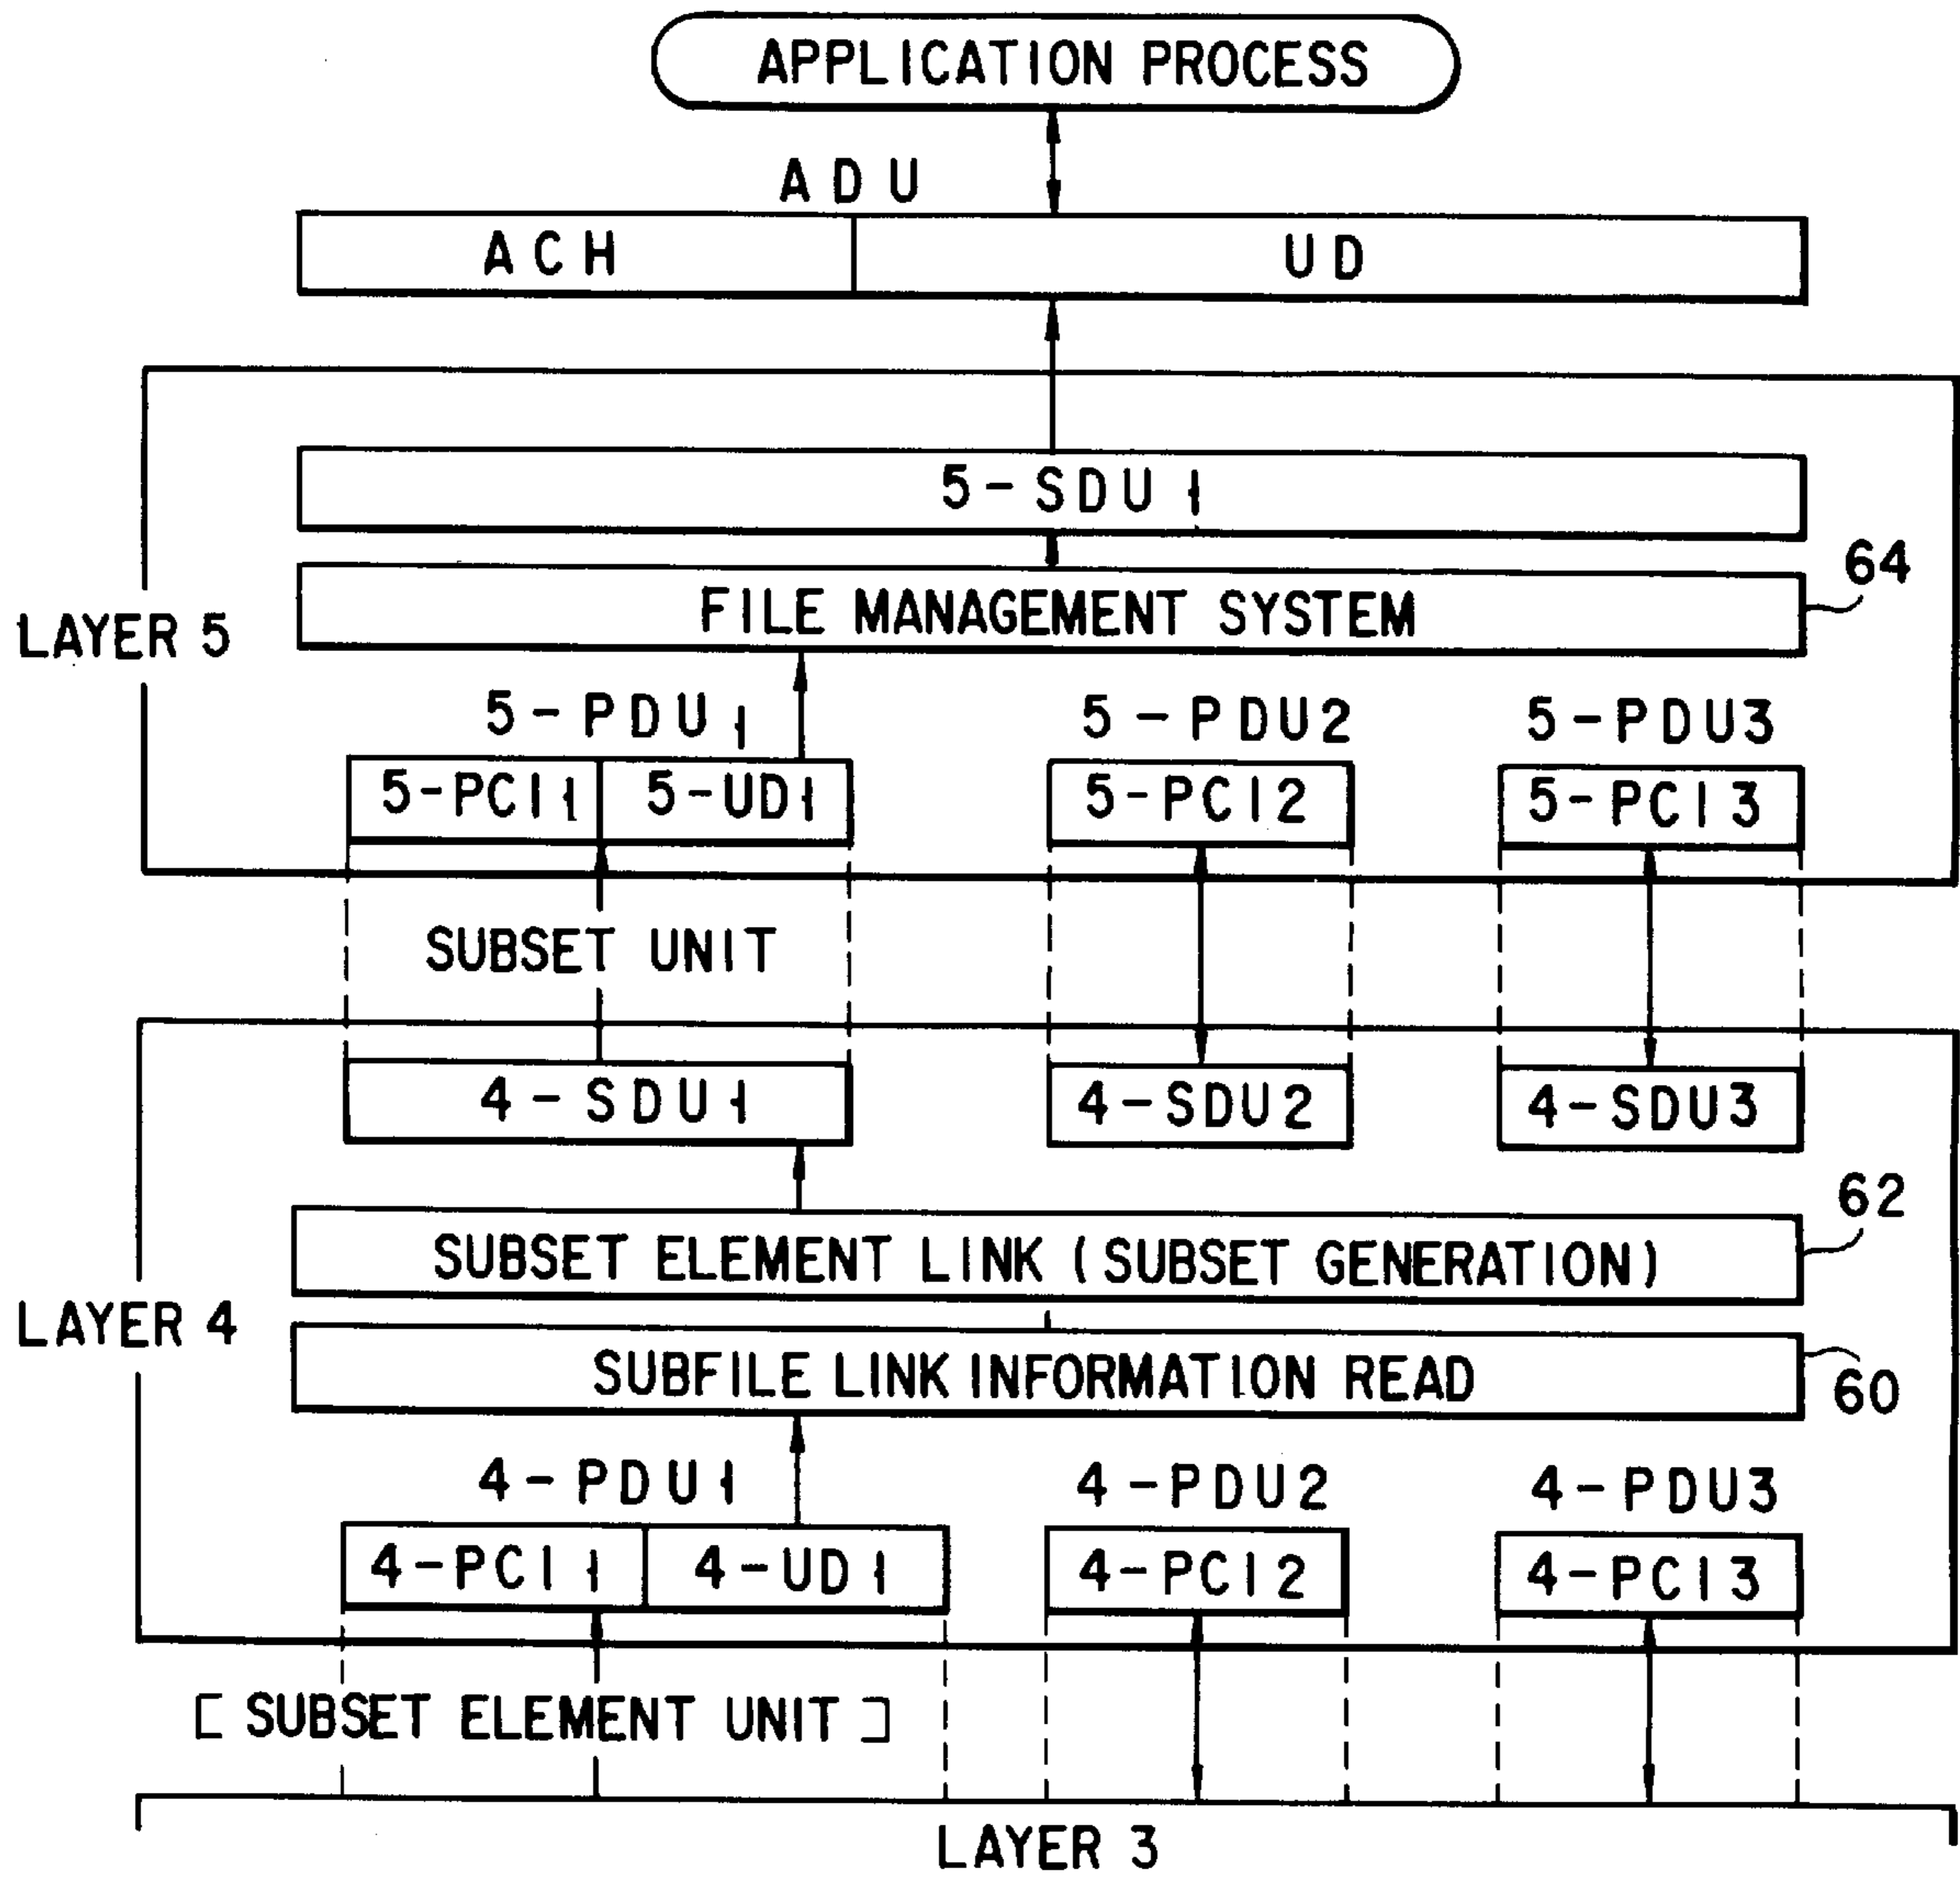 APPLICATION PROCESS
ADU
ACH UD
5-SDU1
64
FILE MANAGEMENT SYSTEM
LAYER 5
5-PDU1 5-PDU2 5-PDU3
5-PCI1 5-UD1 5-PCI2 5-PCI3
SUBSET UNIT
4-SDU1 4-SDU2 4-SDU3
62
SUBSET ELEMENT LINK (SUBSET GENERATION)
LAYER 4
SUBFILE LINK INFORMATION READ
60
4-PDU1 4-PDU2 4-PDU3
4-PCI1 4-UD1 4-PCI2 4-PCI3
[ SUBSET ELEMENT UNIT ]
LAYER 3